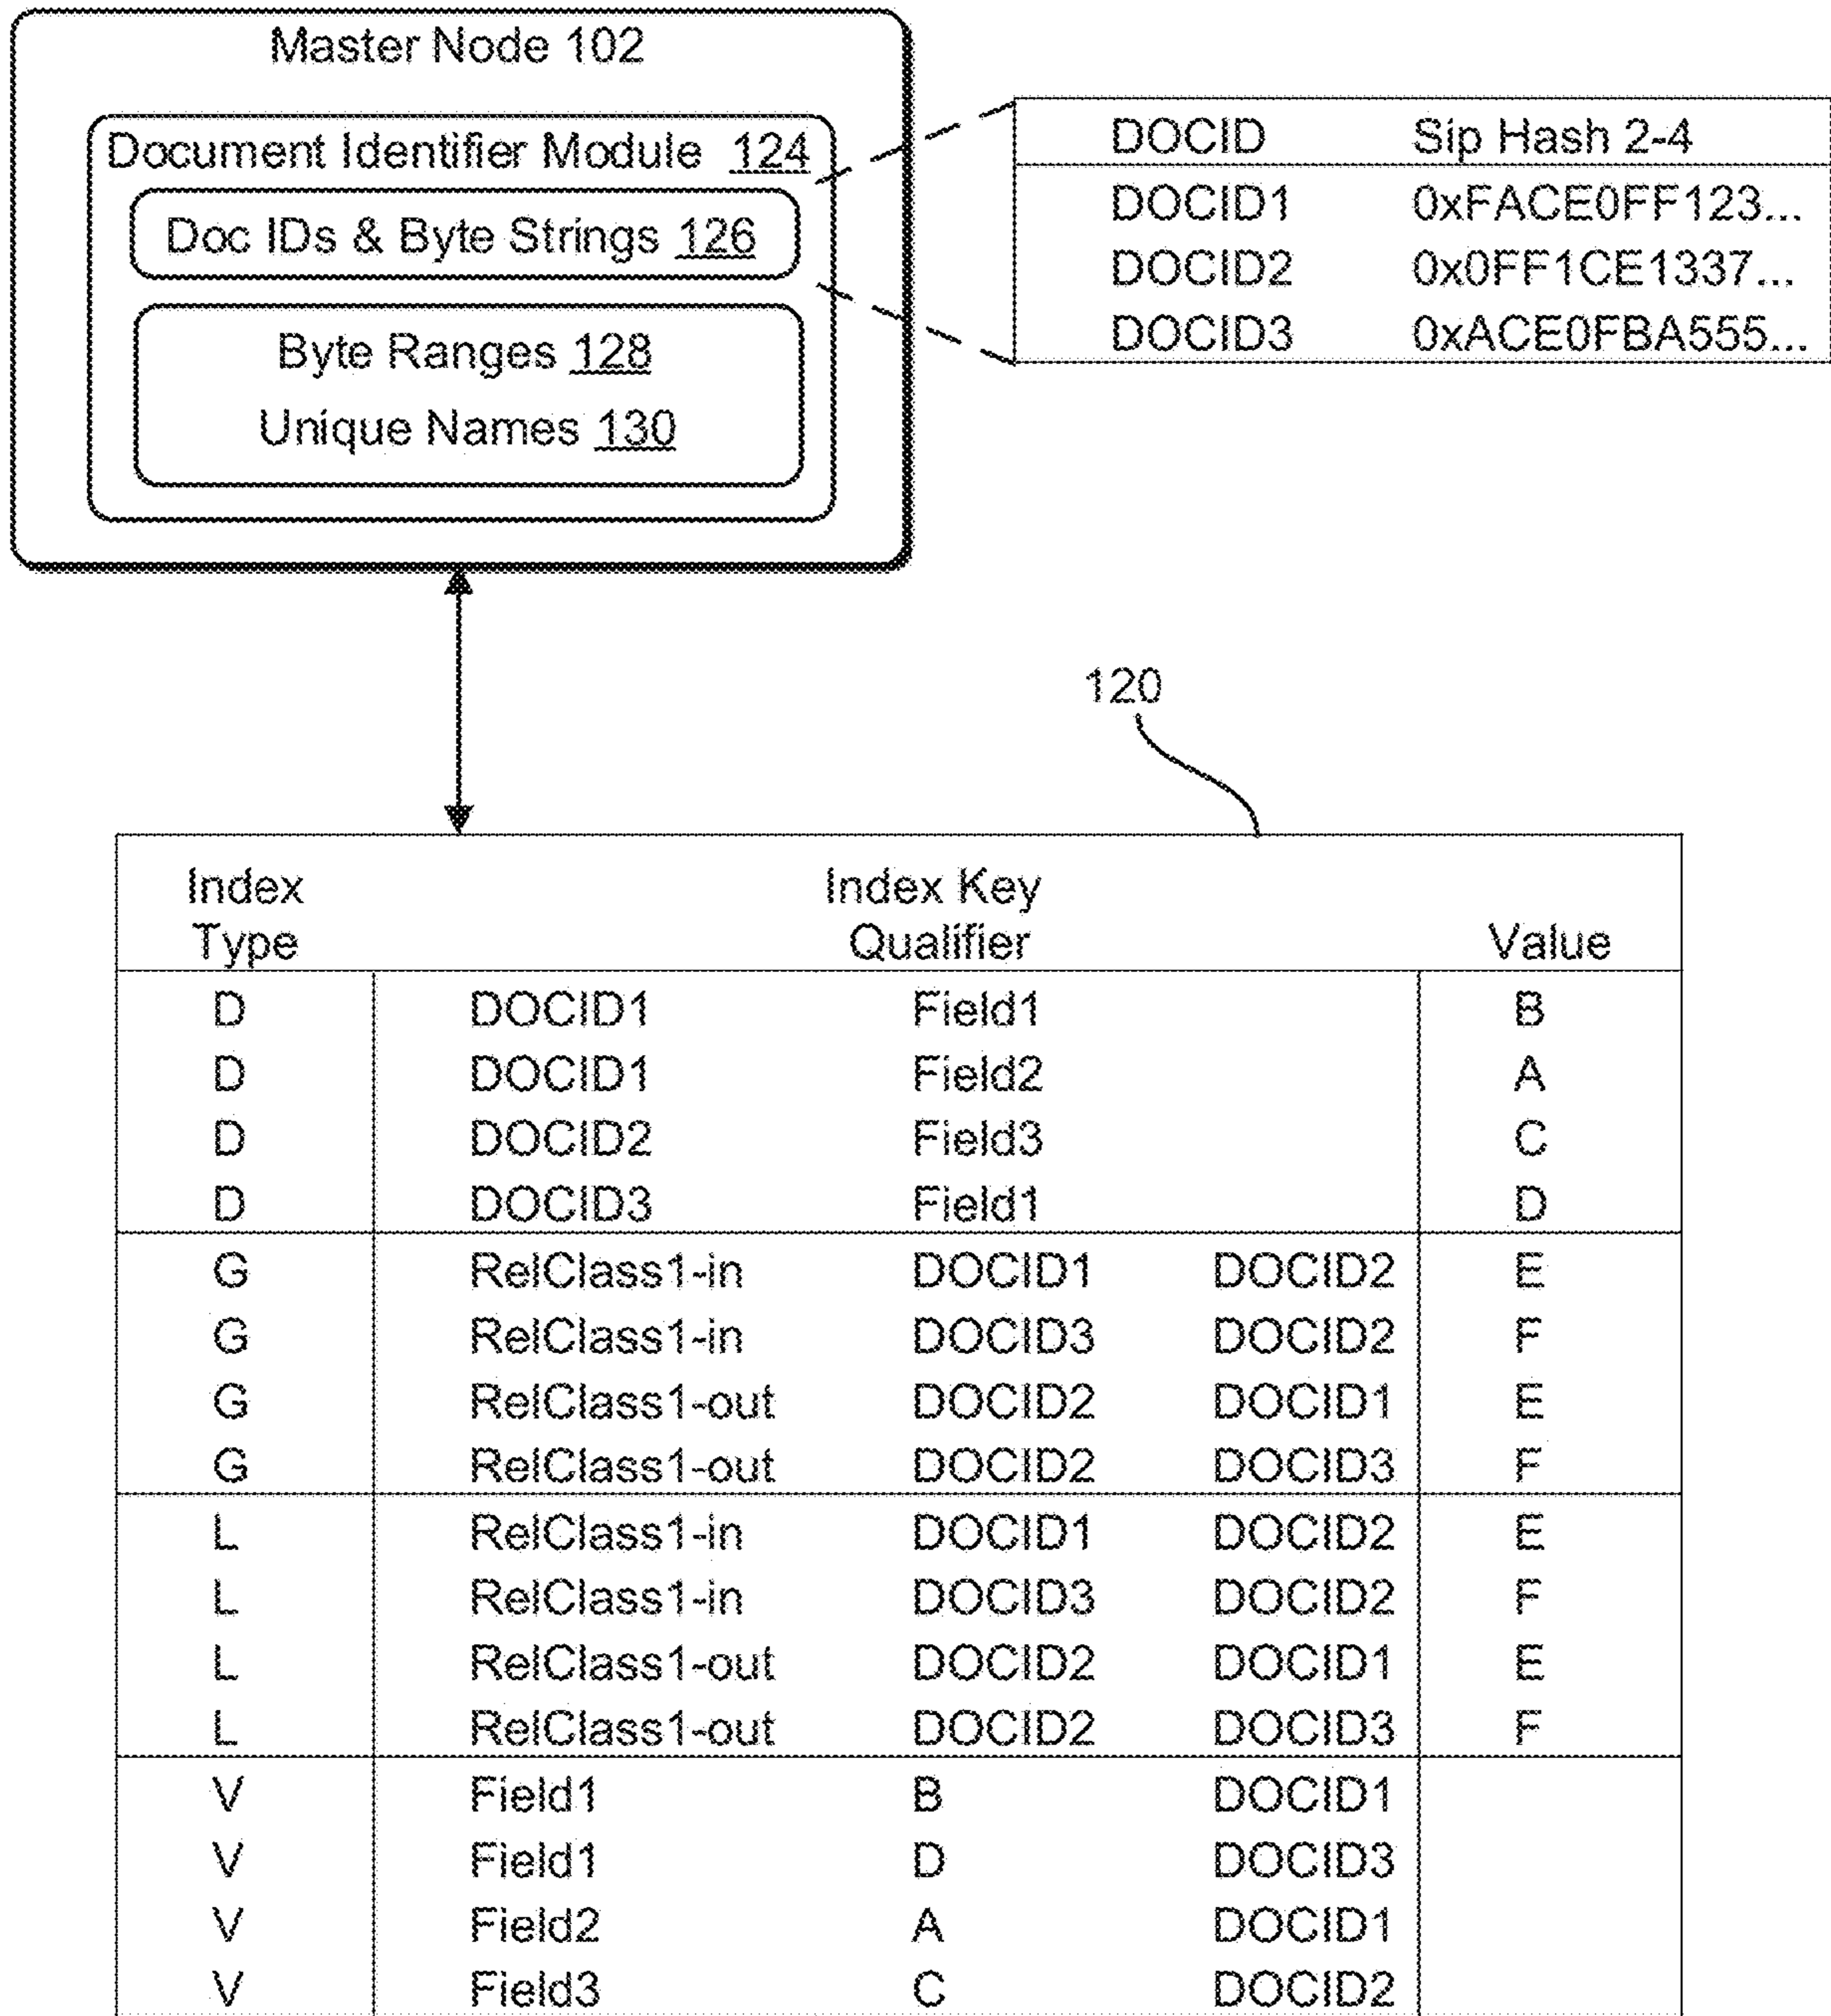 Master Node 102
Document Identifier Module 124
Doc IDs & Byte Strings 126
Byte Ranges 128
Unique Names 130
DOCID Sip Hash 2-4
DOCID1 0xFACE0FF123...
DOCID2 0x0FF1CE1337...
DOCID3 0xACE0FBA555...
120
Index Type Index Key Qualifier Value
D DOCID1 Field1 B
D DOCID1 Field2 A
D DOCID2 Field3 C
D DOCID3 Field1 D
G RelClass1-in DOCID1 DOCID2 E
G RelClass1-in DOCID3 DOCID2 F
G RelClass1-out DOCID2 DOCID1 E
G RelClass1-out DOCID2 DOCID3 F
L RelClass1-in DOCID1 DOCID2 E
L RelClass1-in DOCID3 DOCID2 F
L RelClass1-out DOCID2 DOCID1 E
L RelClass1-out DOCID2 DOCID3 F
V Field1 B DOCID1
V Field1 D DOCID3
V Field2 A DOCID1
V Field3 C DOCID2